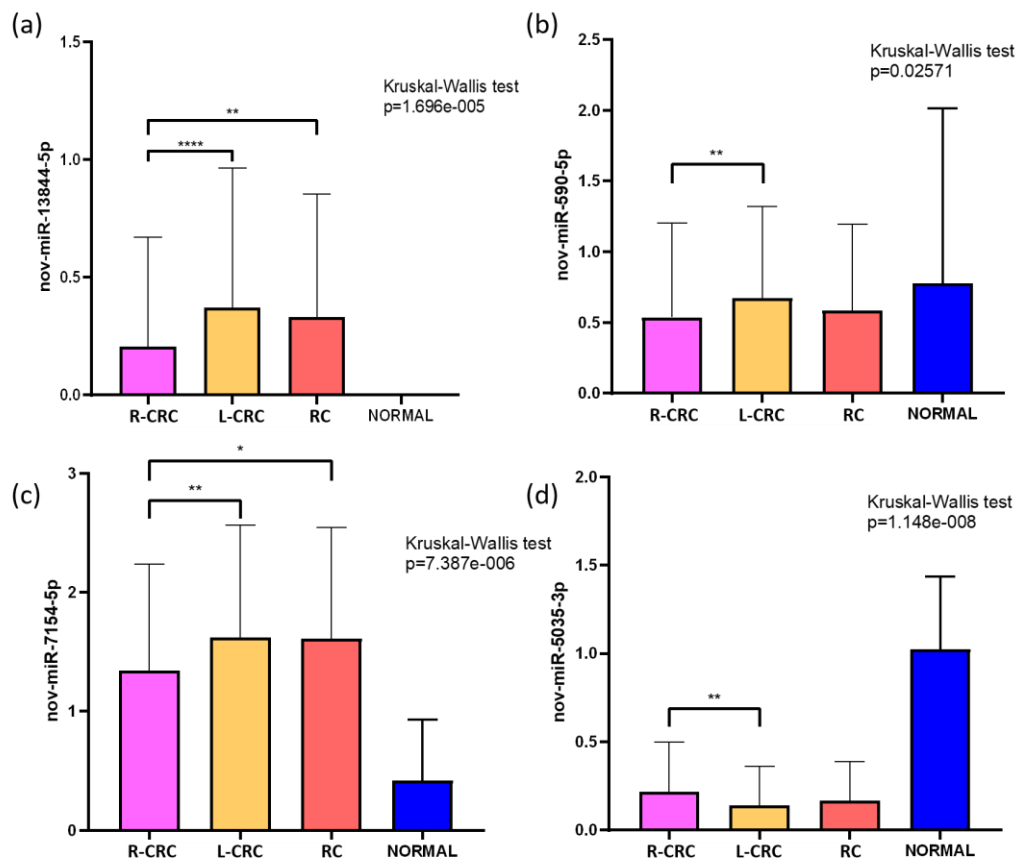 (a)
1.5
1.0
0.5
0.0
nov-miR-13844-5p
Kruskal-Wallis test
p=1.696e-005
**
****
R-CRC L-CRC RC NORMAL
(b)
2.5
2.0
1.5
1.0
0.5
0.0
nov-miR-590-5p
Kruskal-Wallis test
p=0.02571
**
R-CRC L-CRC RC NORMAL
(c)
3
2
1
0
nov-miR-7154-5p
Kruskal-Wallis test
p=7.387e-006
*
**
R-CRC L-CRC RC NORMAL
(d)
2.0
1.5
1.0
0.5
0.0
nov-miR-5035-3p
Kruskal-Wallis test
p=1.148e-008
**
R-CRC L-CRC RC NORMAL